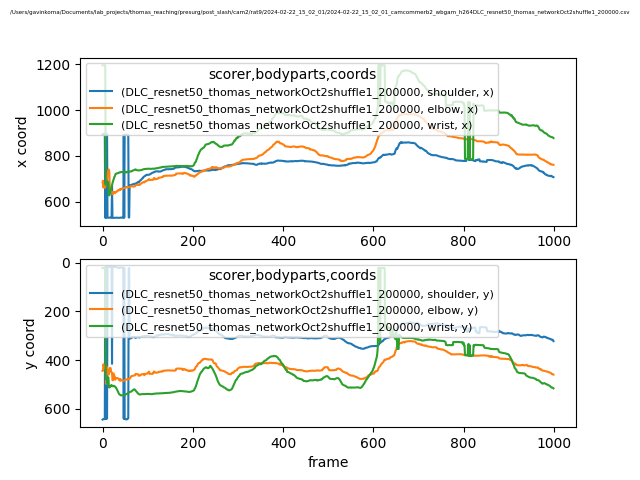 /Users/gavinkoma/Documents/lab_projects/thomas_reaching/presurg/post_slash/cam2/rat9/2024-02-22_15_02_01/2024-02-22_15_02_01_camcommerb2_wbgam_h264DLC_resnet50_thomas_networkOct2shuffle1_200000.csv
1200
1000
800
600
x coord
scorer,bodyparts,coords
(DLC_resnet50_thomas_networkOct2shuffle1_200000, shoulder, x)
(DLC_resnet50_thomas_networkOct2shuffle1_200000, elbow, x)
(DLC_resnet50_thomas_networkOct2shuffle1_200000, wrist, x)
0 200 400 600 800 1000
0
200
400
600
y coord
scorer,bodyparts,coords
(DLC_resnet50_thomas_networkOct2shuffle1_200000, shoulder, y)
(DLC_resnet50_thomas_networkOct2shuffle1_200000, elbow, y)
(DLC_resnet50_thomas_networkOct2shuffle1_200000, wrist, y)
0 200 400 600 800 1000
frame